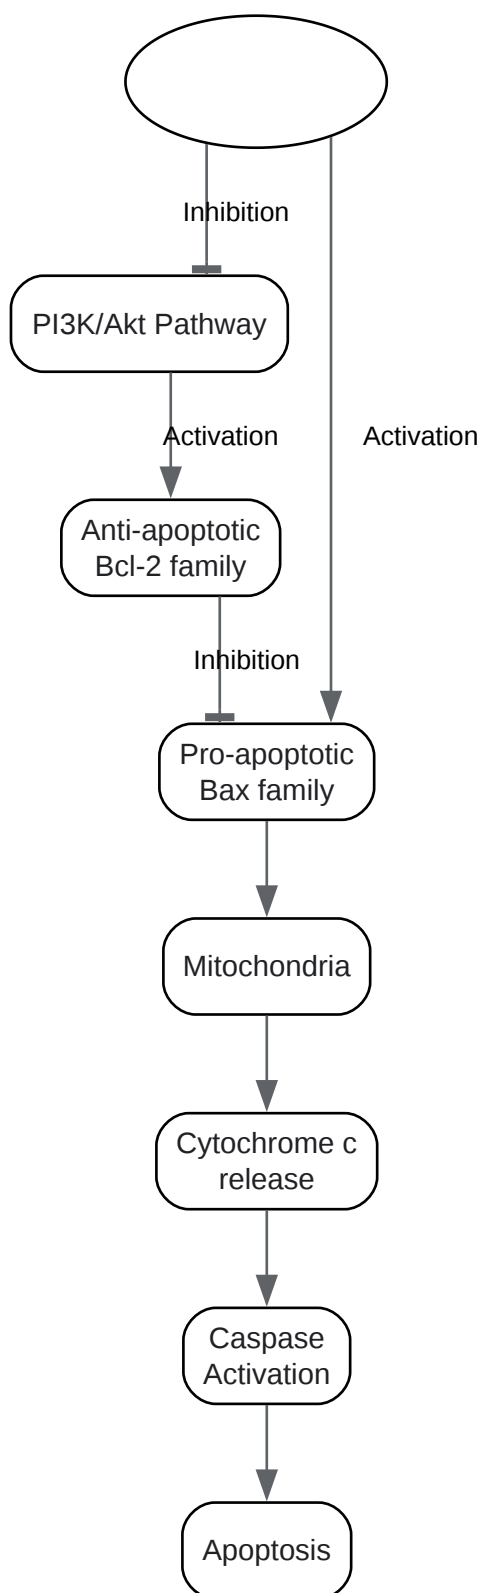 Inhibition
PI3K/Akt Pathway
Activation
Activation
Anti-apoptotic
Bcl-2 family
Inhibition
Pro-apoptotic
Bax family
Mitochondria
Cytochrome c
release
Caspase
Activation
Apoptosis